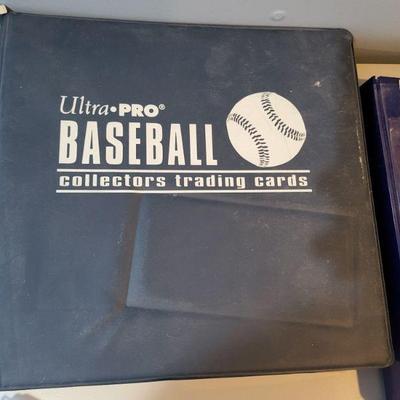 Ultra•PRO®
BASEBALL
collectors trading cards